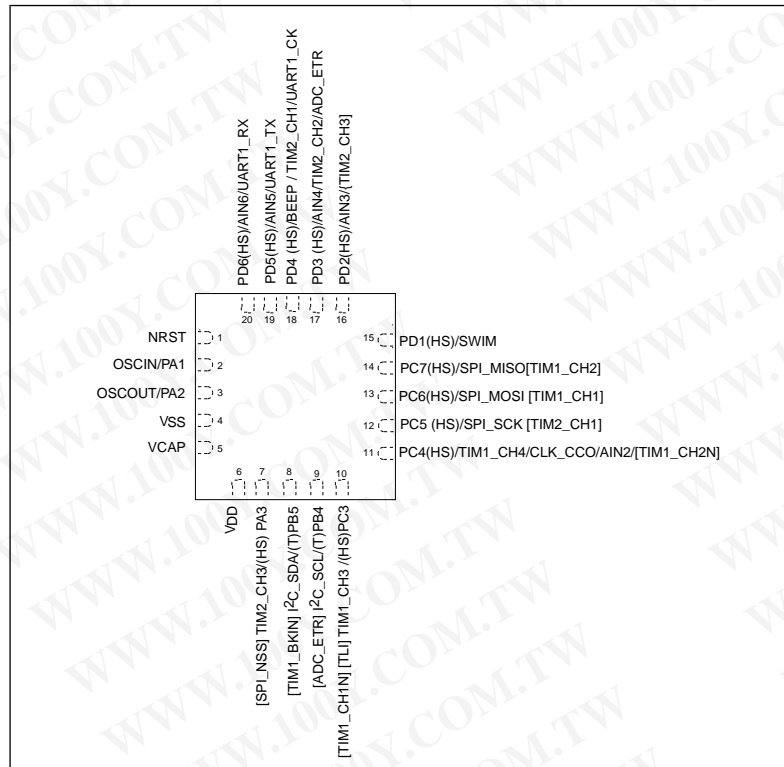 PD6(HS)/AIN6/UART1_RX
PD5(HS)/AIN5/UART1_TX
PD4 (HS)/BEEP / TIM2_CH1/UART1_CK
PD3 (HS)/AIN4/TIM2_CH2/ADC_ETR
PD2(HS)/AIN3/{TIM2_CH3]
20 19 18 17 16
NRST 1
OSCIN/PA1 2
OSCOUT/PA2 3
VSS 4
VCAP 5
15 PD1(HS)/SWIM
14 PC7(HS)/SPI_MISO[TIM1_CH2]
13 PC6(HS)/SPI_MOSI [TIM1_CH1]
12 PC5 (HS)/SPI_SCK [TIM2_CH1]
11 PC4(HS)/TIM1_CH4/CLK_CCO/AIN2/[TIM1_CH2N]
6 7 8 9 10
VDD
[SPI_NSS] TIM2_CH3/(HS) PA3
[TIM1_BKIN] I²C_SDA/(T)PB5
[ADC_ETR] I²C_SCL/(T)PB4
[TIM1_CH1N] [TLI] TIM1_CH3 /(HS)PC3
WWW.100Y.COM.TW